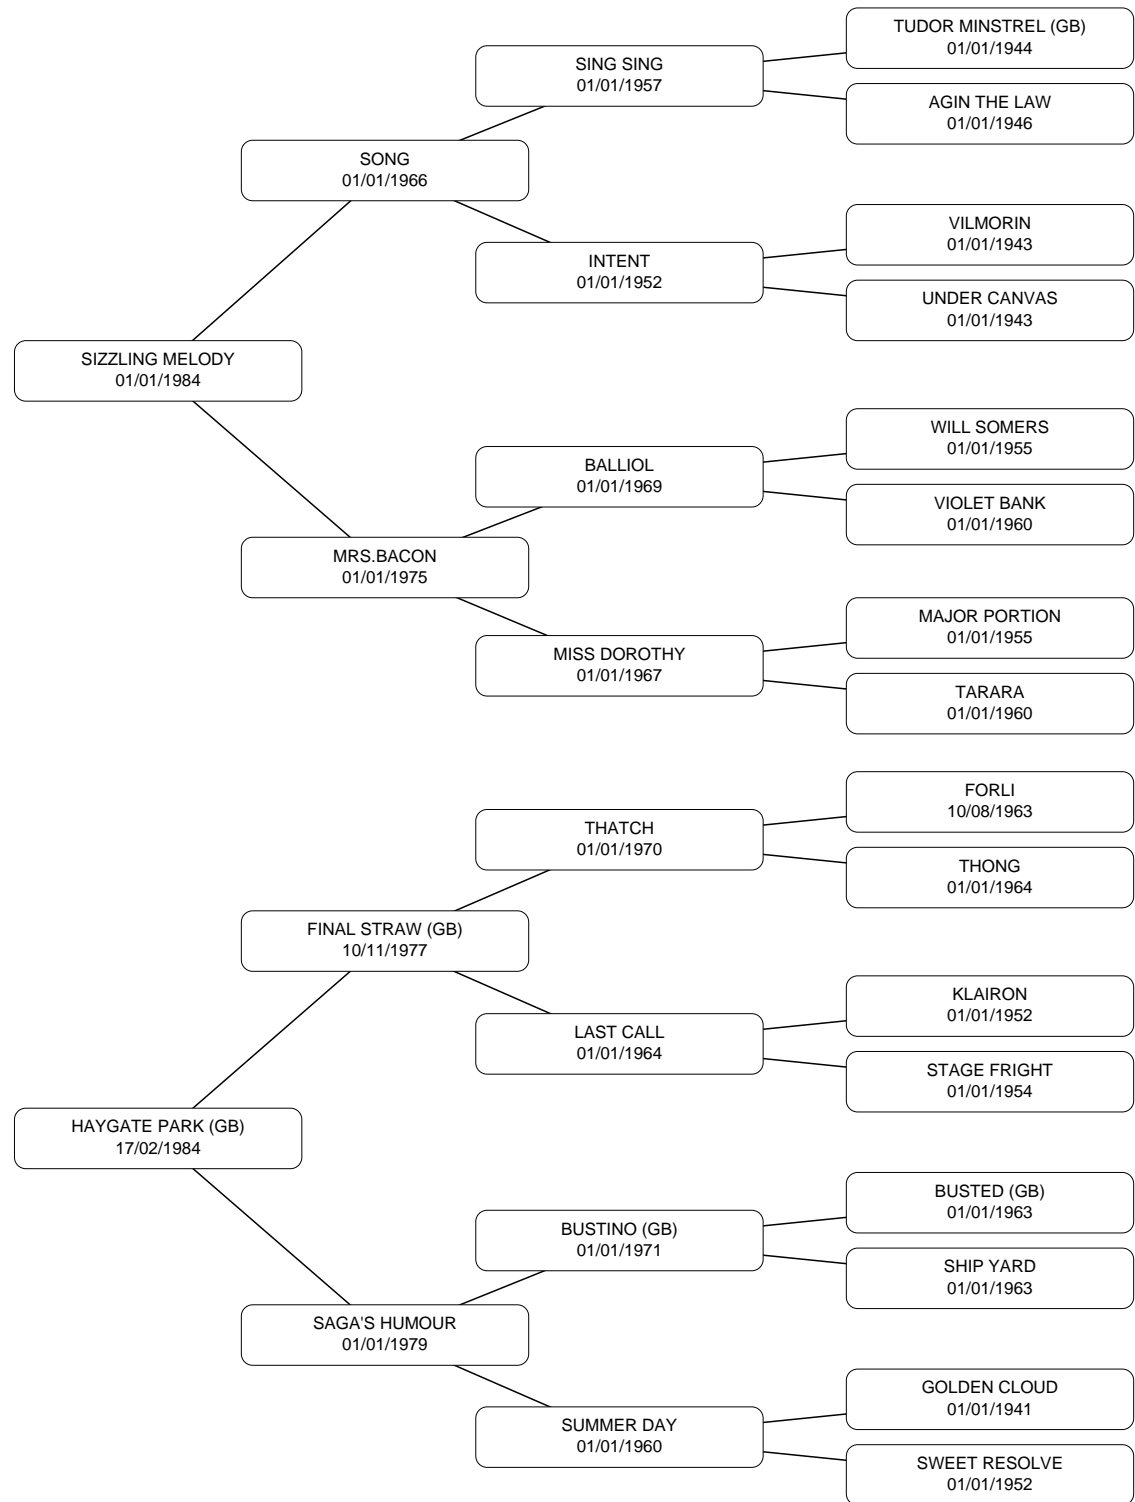 TUDOR MINSTREL (GB)
01/01/1944
SING SING
01/01/1957
AGIN THE LAW
01/01/1946
SONG
01/01/1966
VILMORIN
01/01/1943
INTENT
01/01/1952
UNDER CANVAS
01/01/1943
SIZZLING MELODY
01/01/1984
WILL SOMERS
01/01/1955
BALLIOL
01/01/1969
VIOLET BANK
01/01/1960
MRS.BACON
01/01/1975
MAJOR PORTION
01/01/1955
MISS DOROTHY
01/01/1967
TARARA
01/01/1960
FORLI
10/08/1963
THATCH
01/01/1970
THONG
01/01/1964
FINAL STRAW (GB)
10/11/1977
KLAIRON
01/01/1952
LAST CALL
01/01/1964
STAGE FRIGHT
01/01/1954
HAYGATE PARK (GB)
17/02/1984
BUSTED (GB)
01/01/1963
BUSTINO (GB)
01/01/1971
SHIP YARD
01/01/1963
SAGA'S HUMOUR
01/01/1979
GOLDEN CLOUD
01/01/1941
SUMMER DAY
01/01/1960
SWEET RESOLVE
01/01/1952